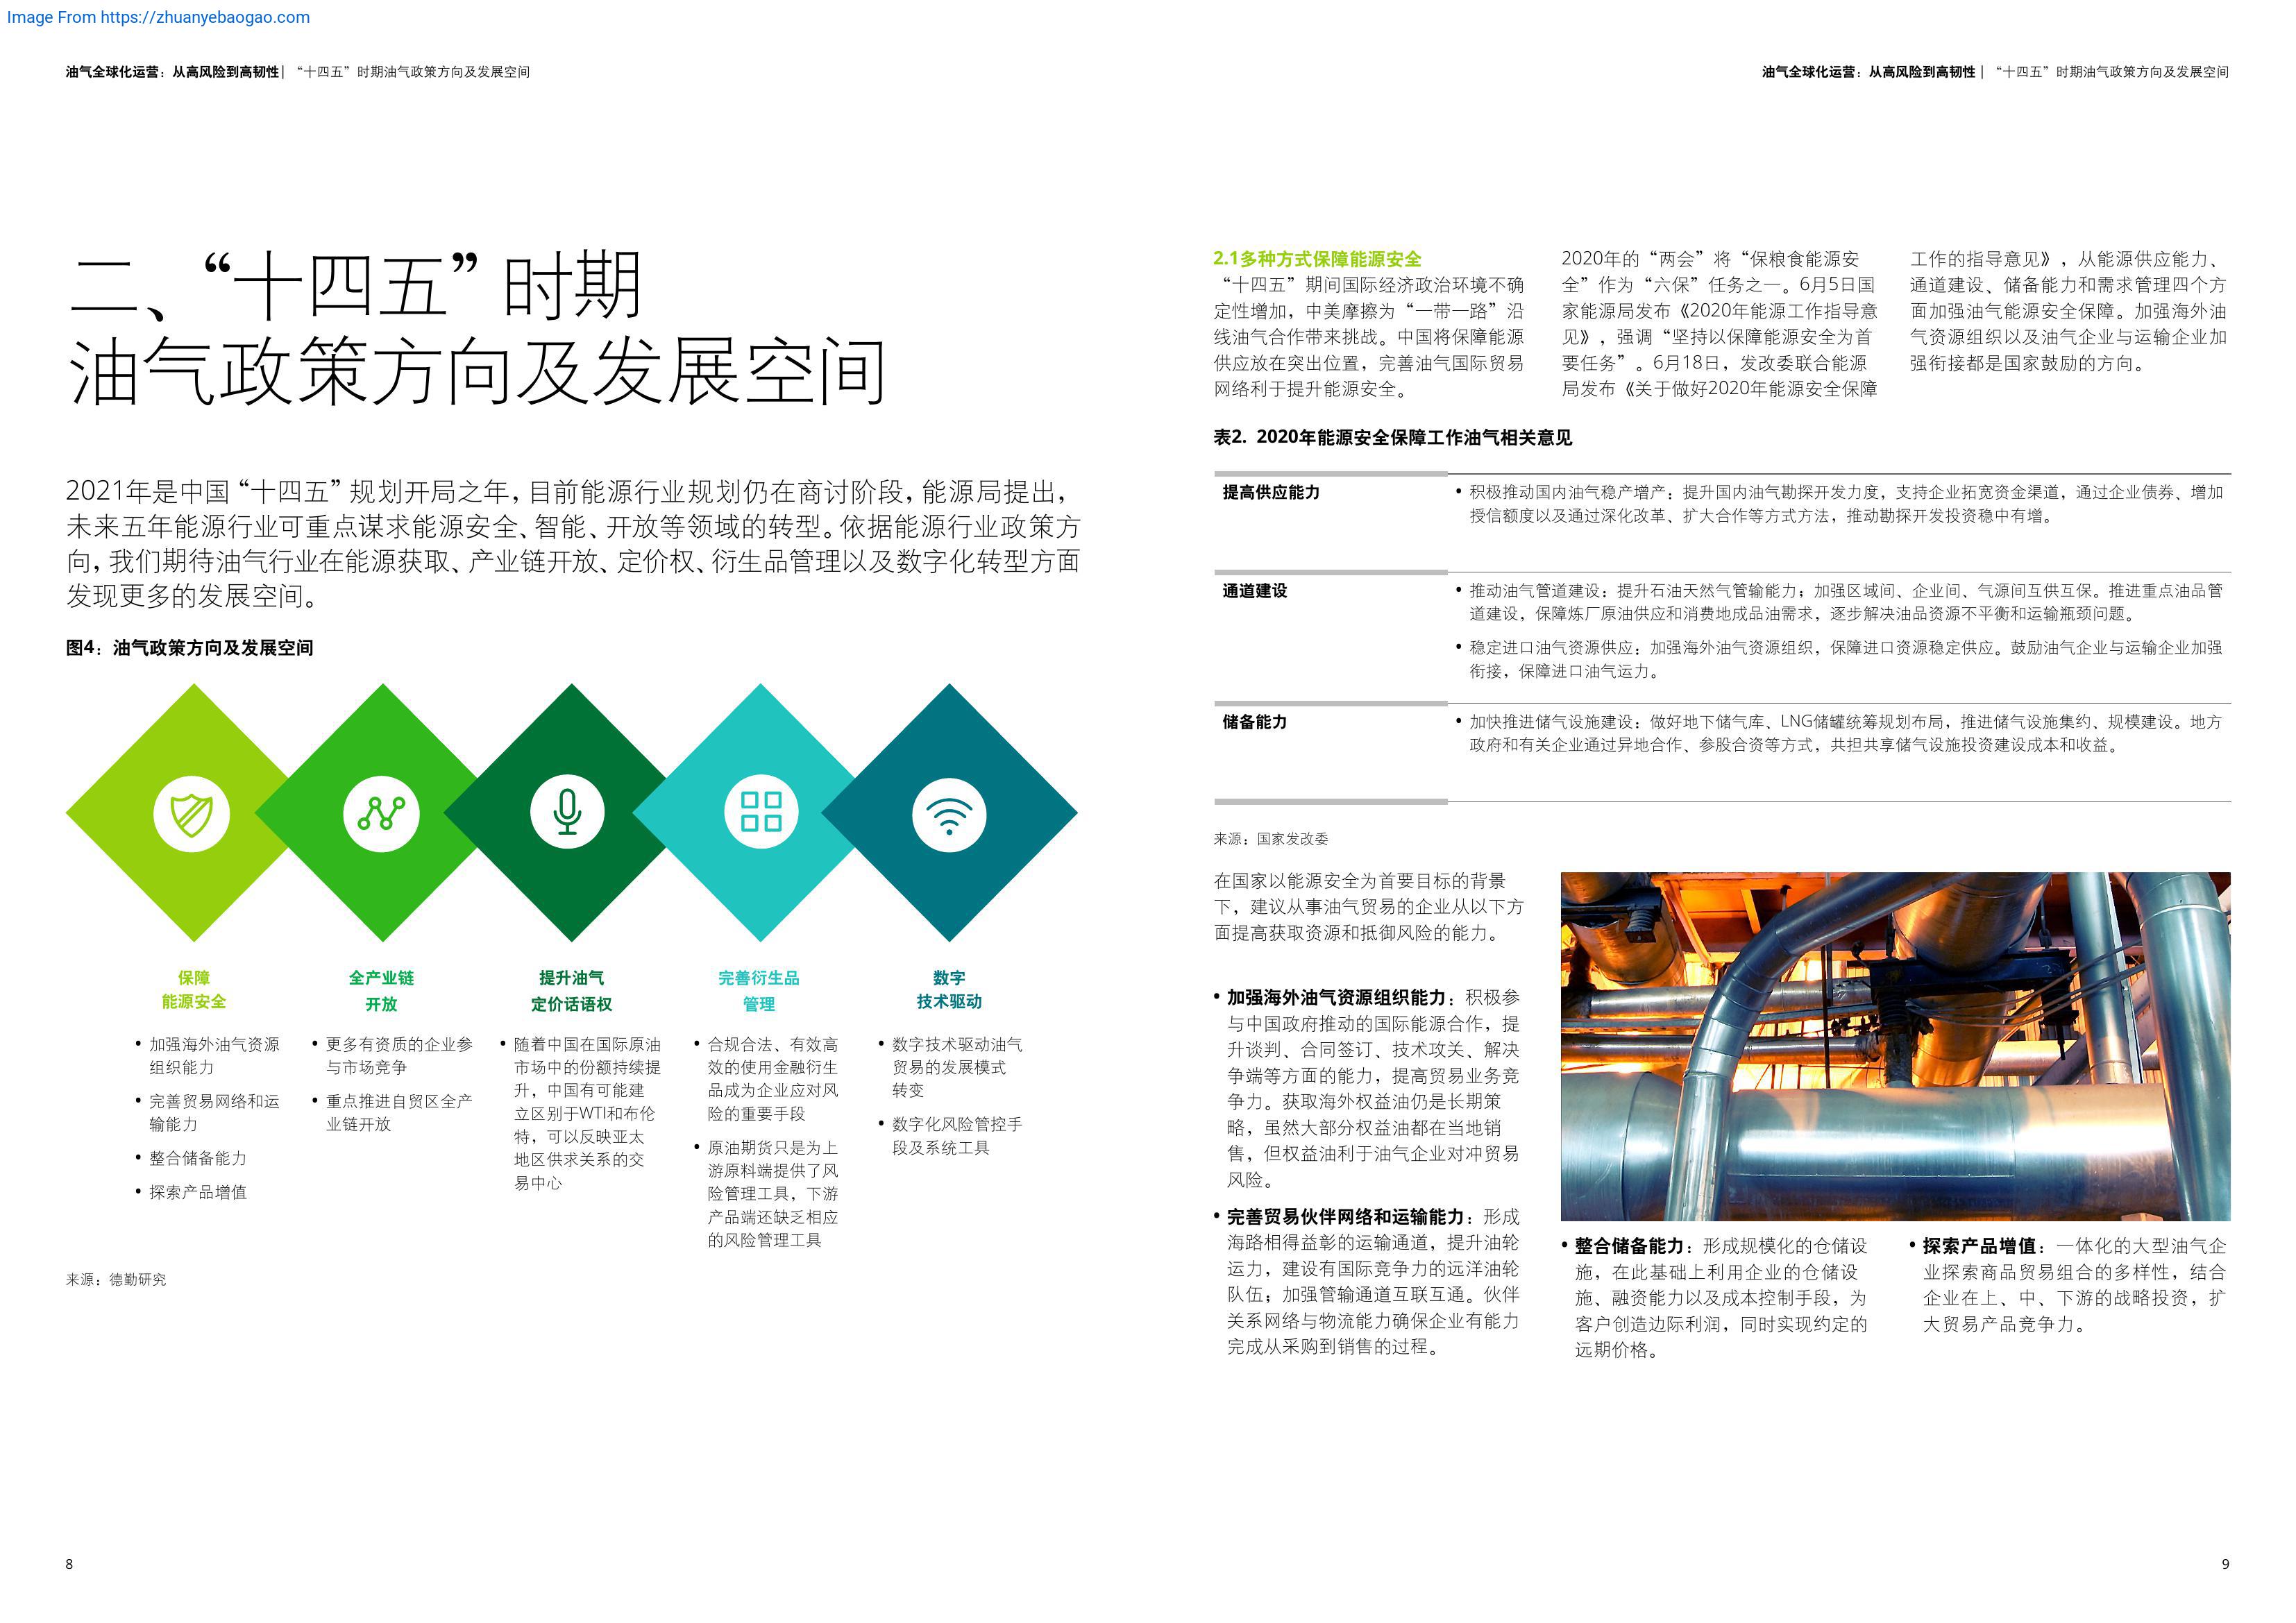 Image From https://zhuanyebaogao.com
油气全球化运营：从高风险到高韧性| “十四五”时期油气政策方向及发展空间
油气全球化运营：从高风险到高韧性 | “十四五”时期油气政策方向及发展空间
二、“十四五”时期
油气政策方向及发展空间
2021年是中国“十四五”规划开局之年，目前能源行业规划仍在商讨阶段，能源局提出，
未来五年能源行业可重点谋求能源安全、智能、开放等领域的转型。依据能源行业政策方
向，我们期待油气行业在能源获取、产业链开放、定价权、衍生品管理以及数字化转型方面
发现更多的发展空间。
图4：油气政策方向及发展空间
保障
能源安全
• 加强海外油气资源
组织能力
• 完善贸易网络和运
输能力
• 整合储备能力
• 探索产品增值
全产业链
开放
• 更多有资质的企业参
与市场竞争
• 重点推进自贸区全产
业链开放
提升油气
定价话语权
• 随着中国在国际原油
市场中的份额持续提
升，中国有可能建
立区别于WTI和布伦
特，可以反映亚太
地区供求关系的交
易中心
完善衍生品
管理
• 合规合法、有效高
效的使用金融衍生
品成为企业应对风
险的重要手段
• 原油期货只是为上
游原料端提供了风
险管理工具，下游
产品端还缺乏相应
的风险管理工具
数字
技术驱动
• 数字技术驱动油气
贸易的发展模式
转变
• 数字化风险管控手
段及系统工具
来源：德勤研究
8
2.1多种方式保障能源安全
“十四五”期间国际经济政治环境不确
定性增加，中美摩擦为“一带一路”沿
线油气合作带来挑战。中国将保障能源
供应放在突出位置，完善油气国际贸易
网络利于提升能源安全。
2020年的“两会”将“保粮食能源安
全”作为“六保”任务之一。6月5日国
家能源局发布《2020年能源工作指导意
见》，强调“坚持以保障能源安全为首
要任务”。6月18日，发改委联合能源
局发布《关于做好2020年能源安全保障
工作的指导意见》，从能源供应能力、
通道建设、储备能力和需求管理四个方
面加强油气能源安全保障。加强海外油
气资源组织以及油气企业与运输企业加
强衔接都是国家鼓励的方向。
表2. 2020年能源安全保障工作油气相关意见
提高供应能力
• 积极推动国内油气稳产增产：提升国内油气勘探开发力度，支持企业拓宽资金渠道，通过企业债券、增加
授信额度以及通过深化改革、扩大合作等方式方法，推动勘探开发投资稳中有增。
通道建设
• 推动油气管道建设：提升石油天然气管输能力；加强区域间、企业间、气源间互供互保。推进重点油品管
道建设，保障炼厂原油供应和消费地成品油需求，逐步解决油品资源不平衡和运输瓶颈问题。
• 稳定进口油气资源供应：加强海外油气资源组织，保障进口资源稳定供应。鼓励油气企业与运输企业加强
衔接，保障进口油气运力。
储备能力
• 加快推进储气设施建设：做好地下储气库、LNG储罐统筹规划布局，推进储气设施集约、规模建设。地方
政府和有关企业通过异地合作、参股合资等方式，共担共享储气设施投资建设成本和收益。
来源：国家发改委
在国家以能源安全为首要目标的背景
下，建议从事油气贸易的企业从以下方
面提高获取资源和抵御风险的能力。
• 加强海外油气资源组织能力：积极参
与中国政府推动的国际能源合作，提
升谈判、合同签订、技术攻关、解决
争端等方面的能力，提高贸易业务竞
争力。获取海外权益油仍是长期策
略，虽然大部分权益油都在当地销
售，但权益油利于油气企业对冲贸易
风险。
• 完善贸易伙伴网络和运输能力：形成
海路相得益彰的运输通道，提升油轮
运力，建设有国际竞争力的远洋油轮
队伍；加强管输通道互联互通。伙伴
关系网络与物流能力确保企业有能力
完成从采购到销售的过程。
• 整合储备能力：形成规模化的仓储设
施，在此基础上利用企业的仓储设
施、融资能力以及成本控制手段，为
客户创造边际利润，同时实现约定的
远期价格。
• 探索产品增值：一体化的大型油气企
业探索商品贸易组合的多样性，结合
企业在上、中、下游的战略投资，扩
大贸易产品竞争力。
9